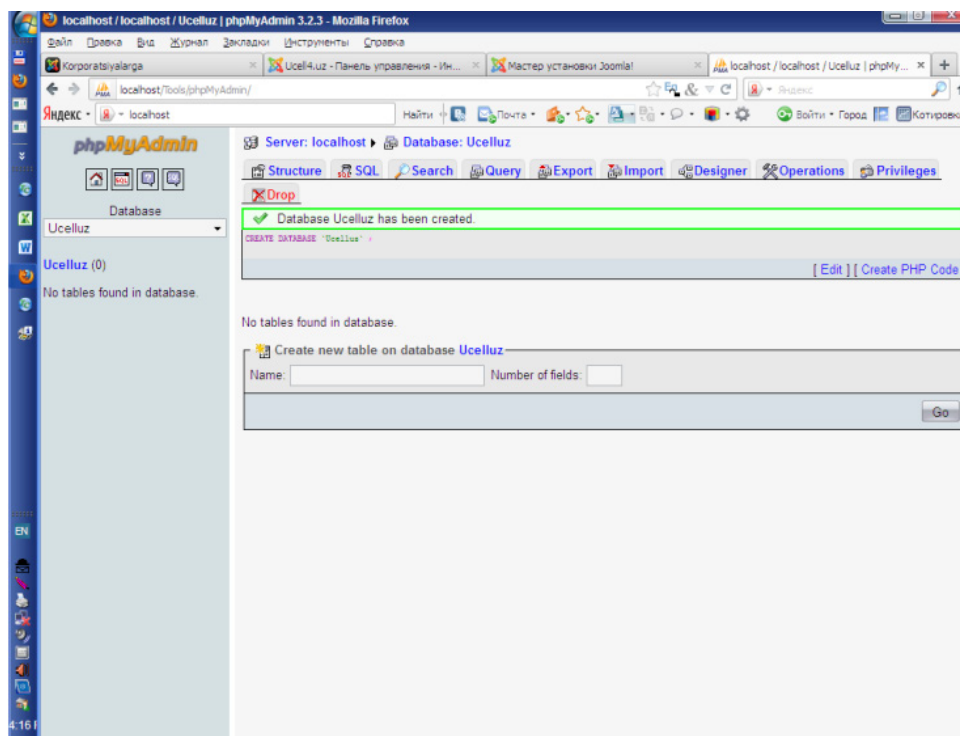 localhost / localhost / Ucelluz | phpMyAdmin 3.2.3 - Mozilla Firefox
Файл Правка Вид Журнал Закладки Инструменты Справка
Korporatsiyalarga
Ucell4.uz - Панель управления - Ин...
Мастер установки Joomla!
localhost / localhost / Ucelluz | phpMy...
localhost/Tools/phpMyAdmin/
Яндекс
Яндекс
localhost
Найти
Почта
Войти
Город
Котировки
phpMyAdmin
Server: localhost
Database: Ucelluz
Structure SQL Search Query Export Import Designer Operations Privileges
Drop
Database
Ucelluz
Database Ucelluz has been created.
CREATE DATABASE `Ucelluz` ;
Ucelluz (0)
[ Edit ] [ Create PHP Code
No tables found in database.
No tables found in database.
Create new table on database Ucelluz
Name:
Number of fields:
Go
EN
4:16